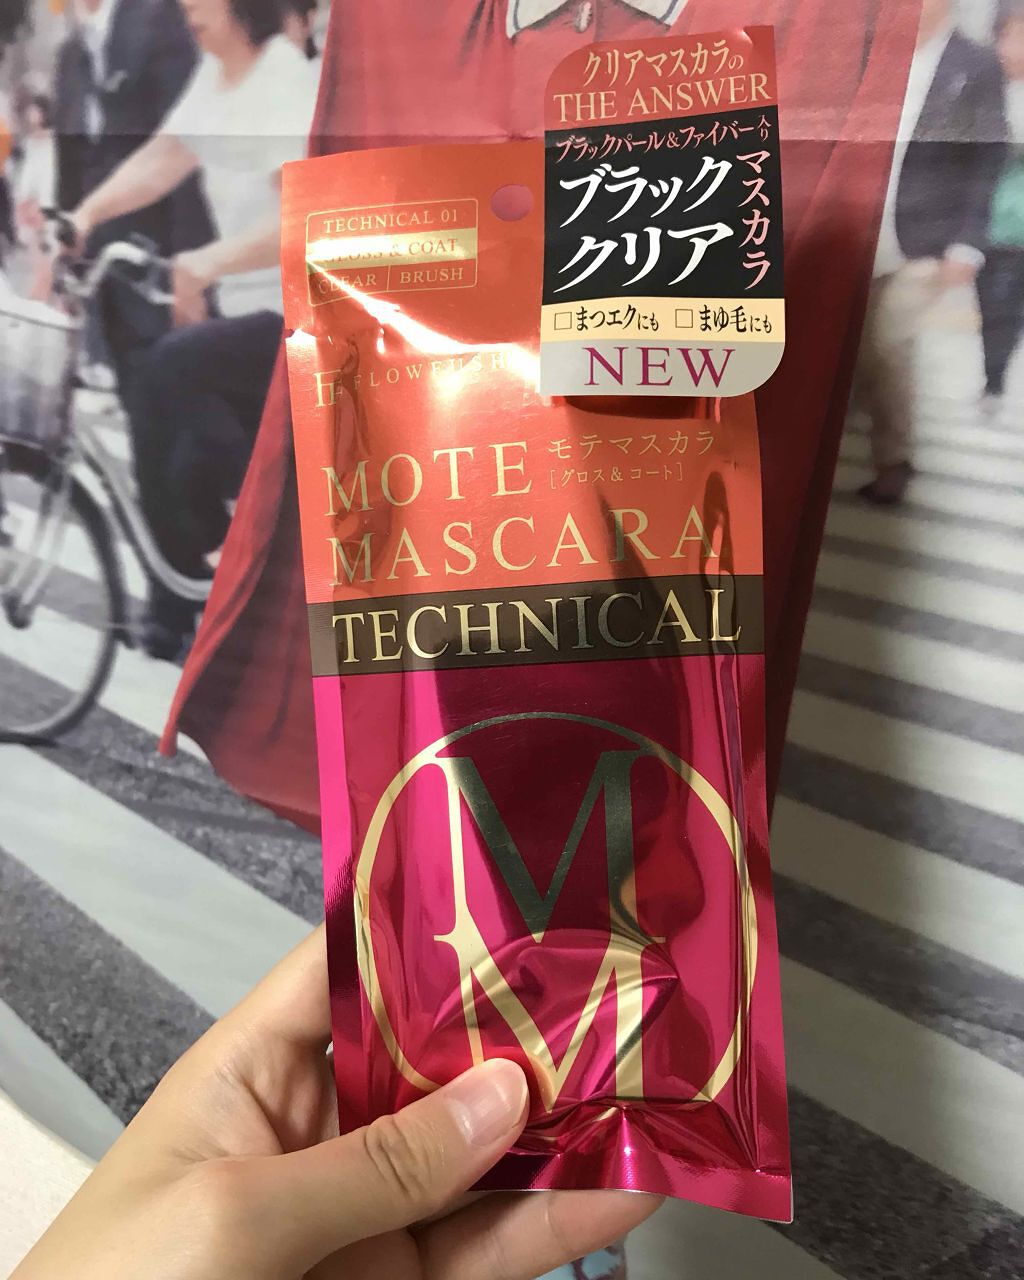 クリアマスカラの
THE ANSWER
ブラックパール&ファイバー入り
ブラック
クリア
マスカラ
□まつエクにも □まゆ毛にも
NEW
TECHNICAL 01
GLOSS & COAT
CLEAR BRUSH
FLOWFUSH
MOTE
モテマスカラ
[グロス&コート]
MASCARA
TECHNICAL
MM